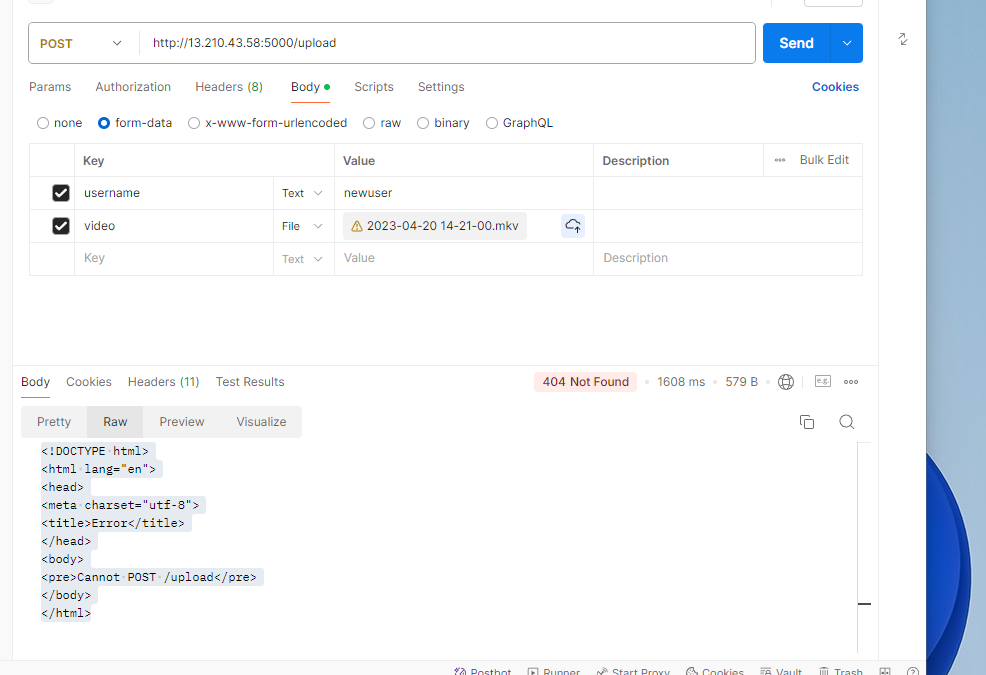 POST http://13.210.43.58:5000/upload Send
Params Authorization Headers (8) Body Scripts Settings Cookies
none form-data x-www-form-urlencoded raw binary GraphQL
Key Value Description Bulk Edit
username Text newuser
video File 2023-04-20 14-21-00.mkv
Key Text Value Description
Body Cookies Headers (11) Test Results 404 Not Found 1608 ms 579 B e.g.
Pretty Raw Preview Visualize
<!DOCTYPE html>
<html lang="en">
<head>
<meta charset="utf-8">
<title>Error</title>
</head>
<body>
<pre>Cannot POST /upload</pre>
</body>
</html>
Postbot Runner Start Proxy Cookies Vault Trash